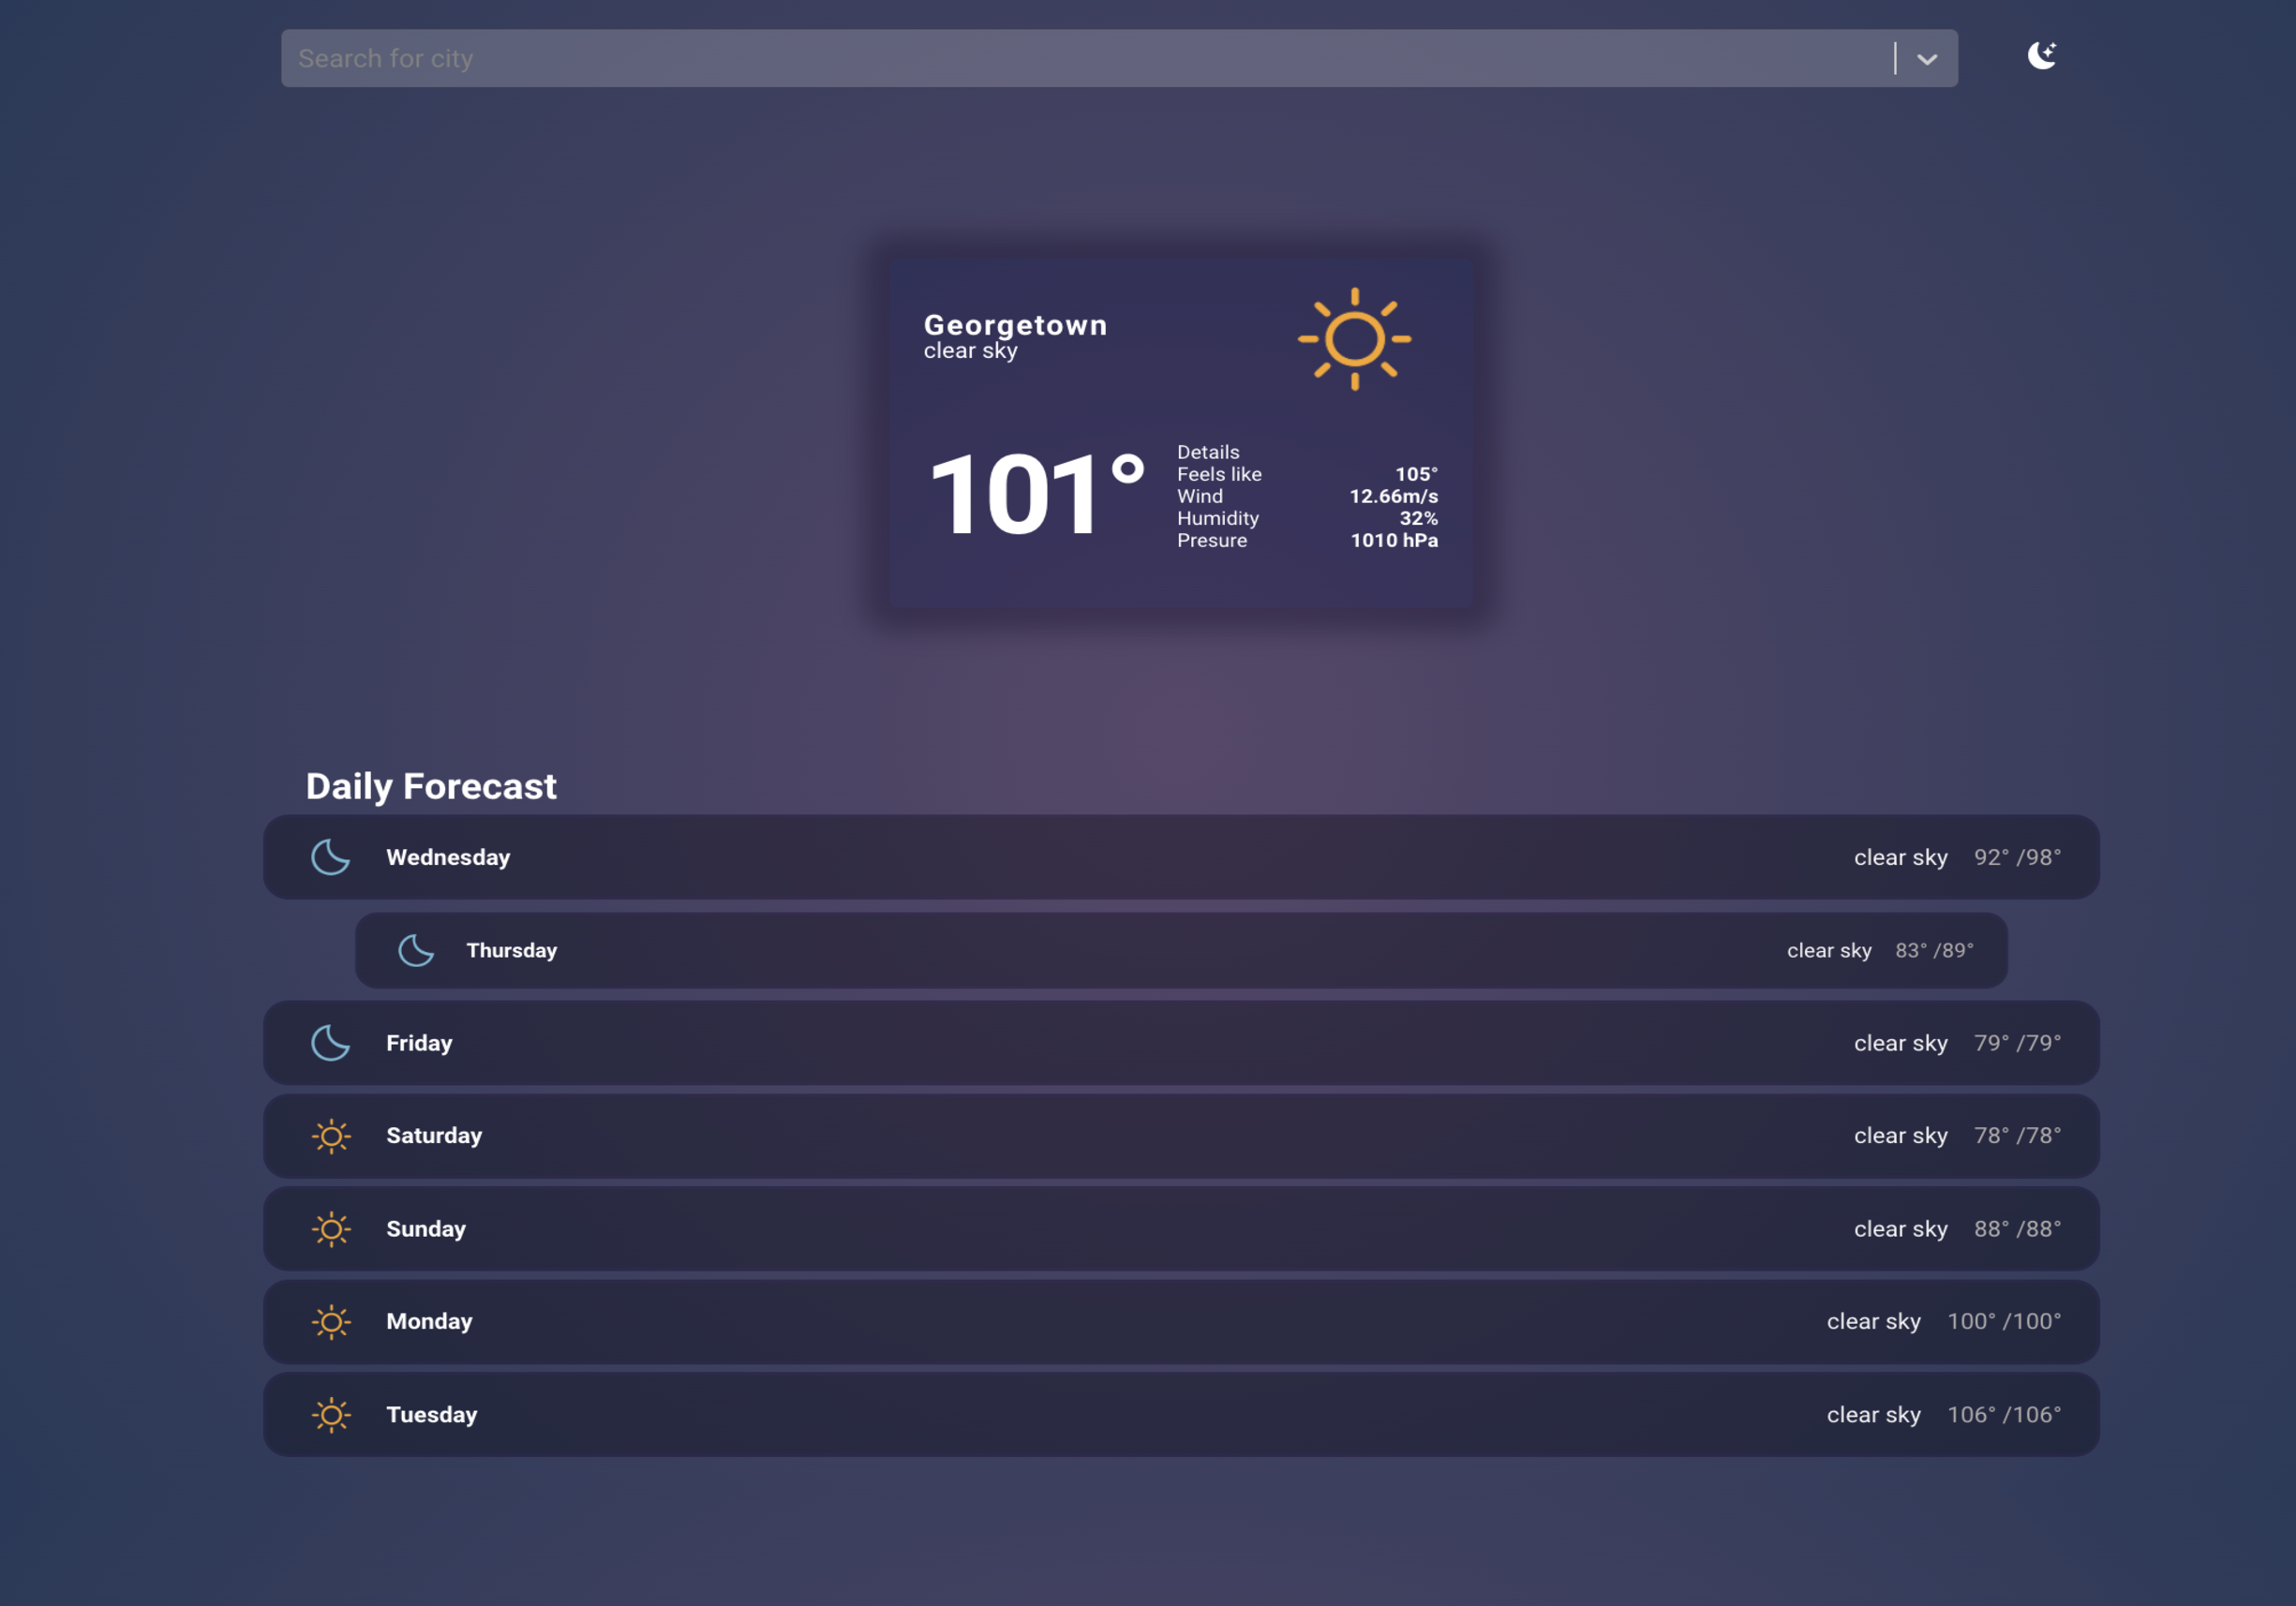 Search for city
Georgetown
clear sky
101°
Details
Feels like 105°
Wind 12.66m/s
Humidity 32%
Presure 1010 hPa
Daily Forecast
Wednesday clear sky 92° /98°
Thursday clear sky 83° /89°
Friday clear sky 79° /79°
Saturday clear sky 78° /78°
Sunday clear sky 88° /88°
Monday clear sky 100° /100°
Tuesday clear sky 106° /106°